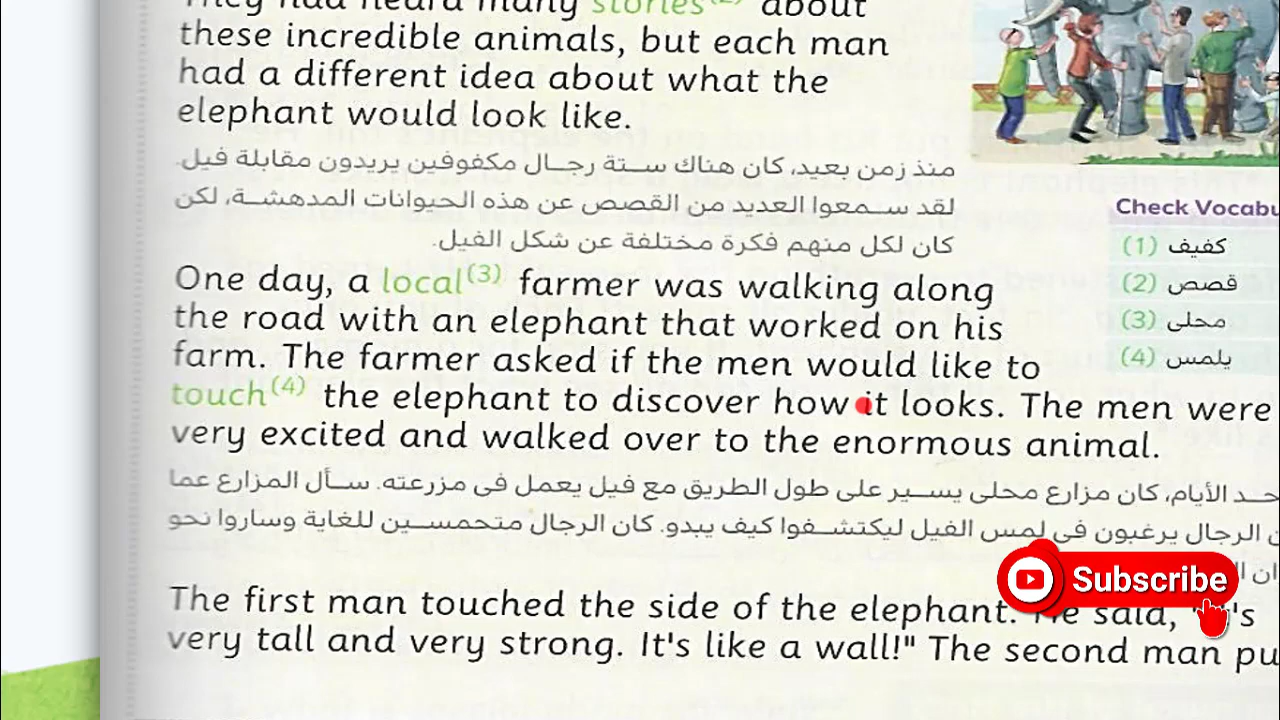 They had heard many stories(2) about
these incredible animals, but each man
had a different idea about what the
elephant would look like.
منذ زمن بعيد، كان هناك ستة رجال مكفوفين يريدون مقابلة فيل.
لقد سمعوا العديد من القصص عن هذه الحيوانات المدهشة، لكن
كان لكل منهم فكرة مختلفة عن شكل الفيل.
Check Vocabu
(1) كفيف
(2) قصص
(3) محلى
(4) يلمس
One day, a local(3) farmer was walking along
the road with an elephant that worked on his
farm. The farmer asked if the men would like to
touch(4) the elephant to discover how it looks. The men were
very excited and walked over to the enormous animal.
حد الأيام، كان مزارع محلى يسير على طول الطريق مع فيل يعمل فى مزرعته. سأل المزارع عما
الرجال يرغبون فى لمس الفيل ليكتشفوا كيف يبدو. كان الرجال متحمسين للغاية وساروا نحو
Subscribe
The first man touched the side of the elephant. He said, "It's
very tall and very strong. It's like a wall!" The second man pu